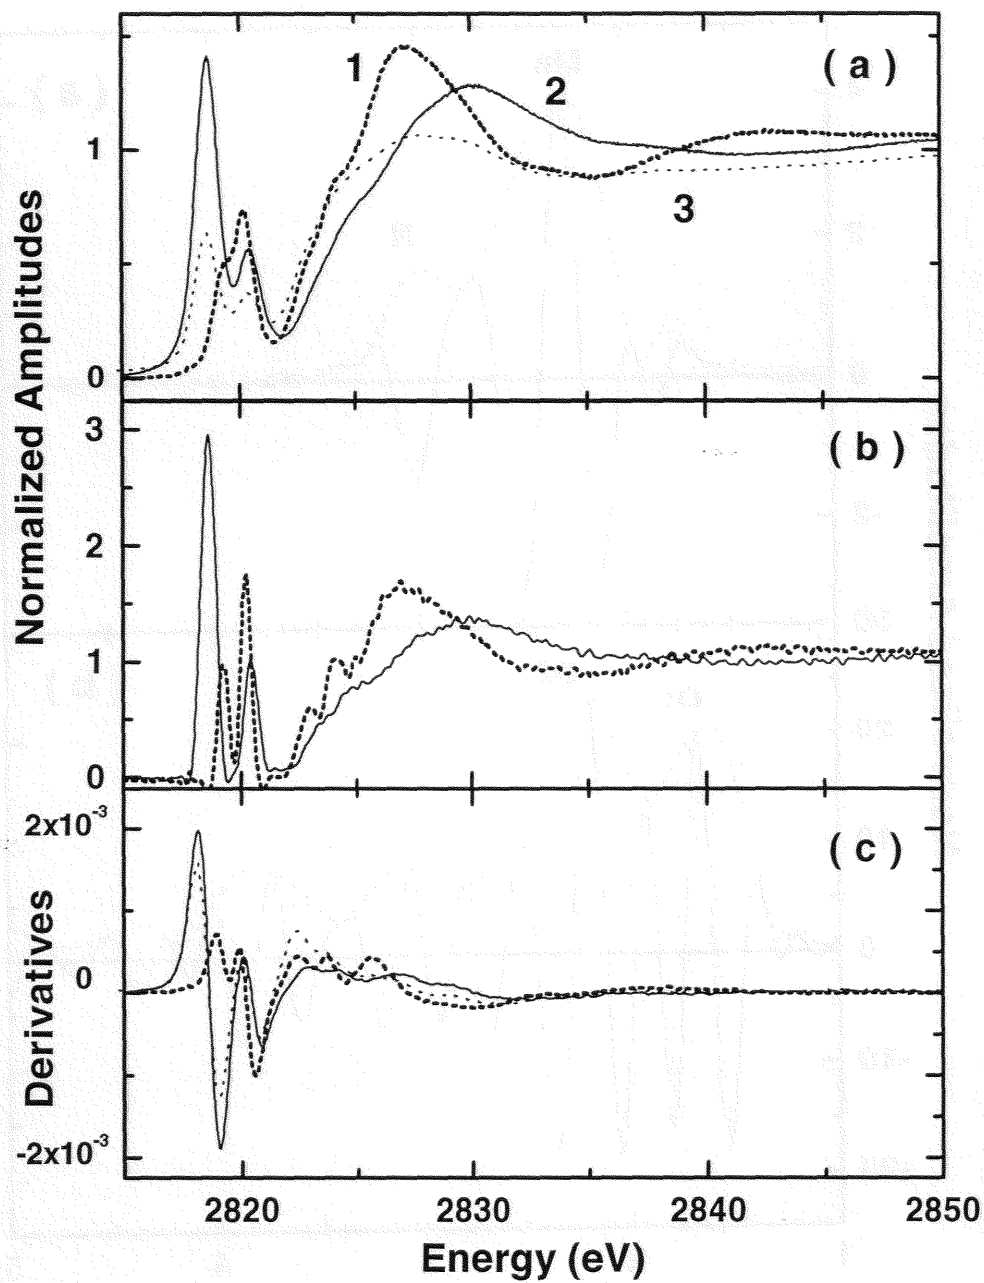 ( a )
1
2
1
3
0
( b )
3
2
1
0
( c )
2x10⁻³
0
-2x10⁻³
2820
2830
2840
2850
Energy (eV)
Normalized Amplitudes
Derivatives